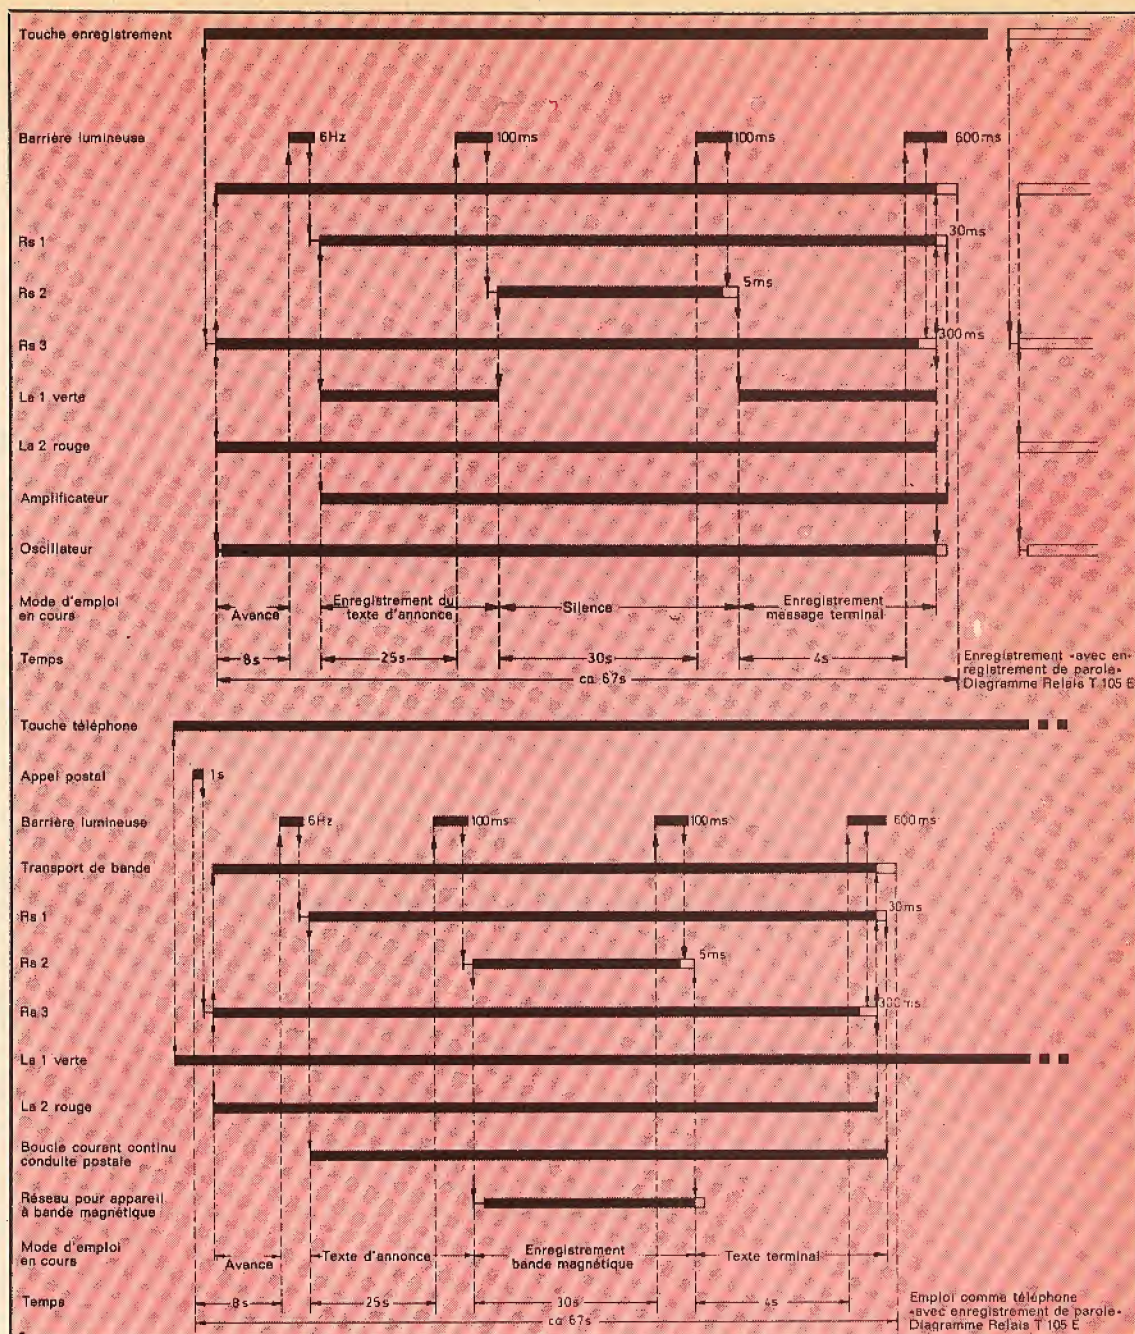 Touche enregistrement
Barrière lumineuse 6Hz 100ms 100ms 600ms
Rs 1 30ms
Rs 2 5ms
Rs 3 300ms
La 1 verte
La 2 rouge
Amplificateur
Oscillateur
Mode d'emploi
en cours
Avance
Enregistrement du
texte d'annonce
Silence
Enregistrement
message terminal
Temps 8s 25s 30s 4s
ca 67s
Enregistrement «avec en-
registrement de parole»
Diagramme Relais T 105 E
Touche téléphone
Appel postal 1s
Barrière lumineuse 6Hz 100ms 100ms 600ms
Transport de bande
Rs 1 30ms
Rs 2 5ms
Rs 3 300ms
La 1 verte
La 2 rouge
Boucle courant continu
conduite postale
Réseau pour appareil
à bande magnétique
Mode d'emploi
en cours
Avance
Texte d'annonce
Enregistrement
bande magnétique
Texte terminal
Temps 8s 25s 30s 4s
ca 67s
Emploi comme téléphone
«avec enregistrement de parole»
Diagramme Relais T 105 E